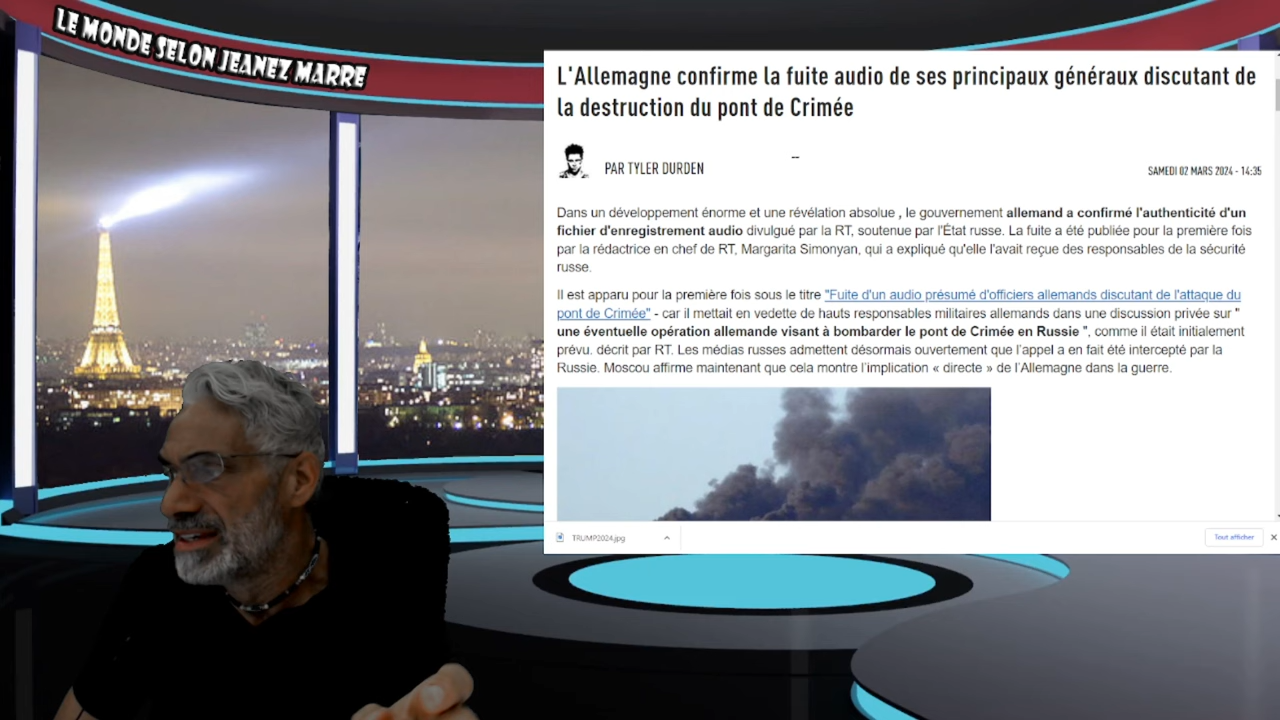 LE MONDE SELON JEANEZ MARRE
L'Allemagne confirme la fuite audio de ses principaux généraux discutant de
la destruction du pont de Crimée
PAR TYLER DURDEN
SAMEDI 02 MARS 2024 - 14:35
Dans un développement énorme et une révélation absolue , le gouvernement allemand a confirmé l'authenticité d'un
fichier d'enregistrement audio divulgué par la RT, soutenue par l'État russe. La fuite a été publiée pour la première fois
par la rédactrice en chef de RT, Margarita Simonyan, qui a expliqué qu'elle l'avait reçue des responsables de la sécurité
russe.
Il est apparu pour la première fois sous le titre "Fuite d'un audio présumé d'officiers allemands discutant de l'attaque du
pont de Crimée" - car il mettait en vedette de hauts responsables militaires allemands dans une discussion privée sur "
une éventuelle opération allemande visant à bombarder le pont de Crimée en Russie ", comme il était initialement
prévu. décrit par RT. Les médias russes admettent désormais ouvertement que l'appel a en fait été intercepté par la
Russie. Moscou affirme maintenant que cela montre l'implication « directe » de l'Allemagne dans la guerre.
TRUMP2024.jpg
Tout afficher